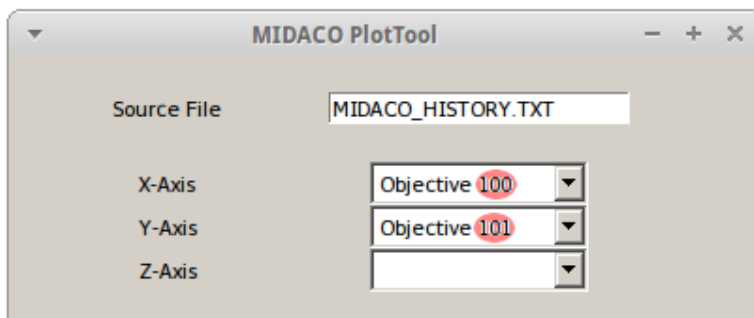 MIDACO PlotTool
Source File MIDACO_HISTORY.TXT
X-Axis Objective 100
Y-Axis Objective 101
Z-Axis